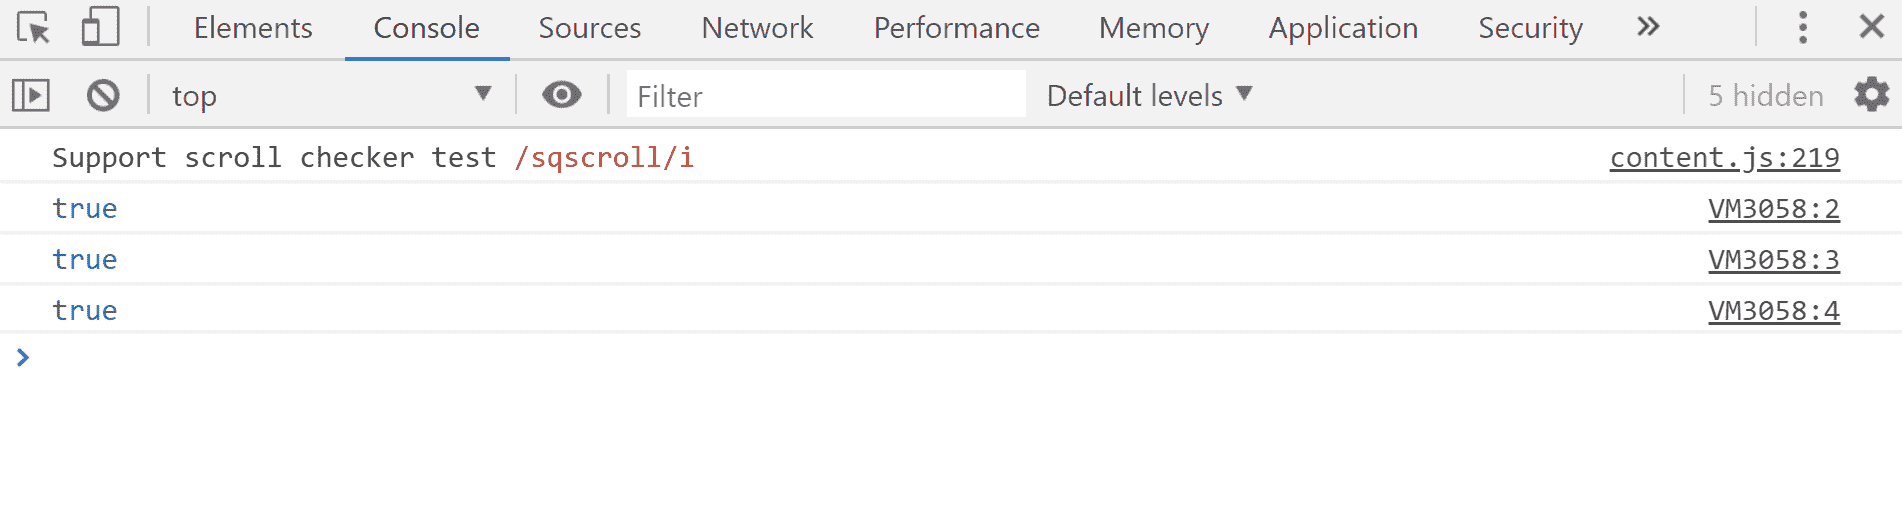 Elements Console Sources Network Performance Memory Application Security
top Filter Default levels 5 hidden
Support scroll checker test /sqscroll/i content.js:219
true VM3058:2
true VM3058:3
true VM3058:4